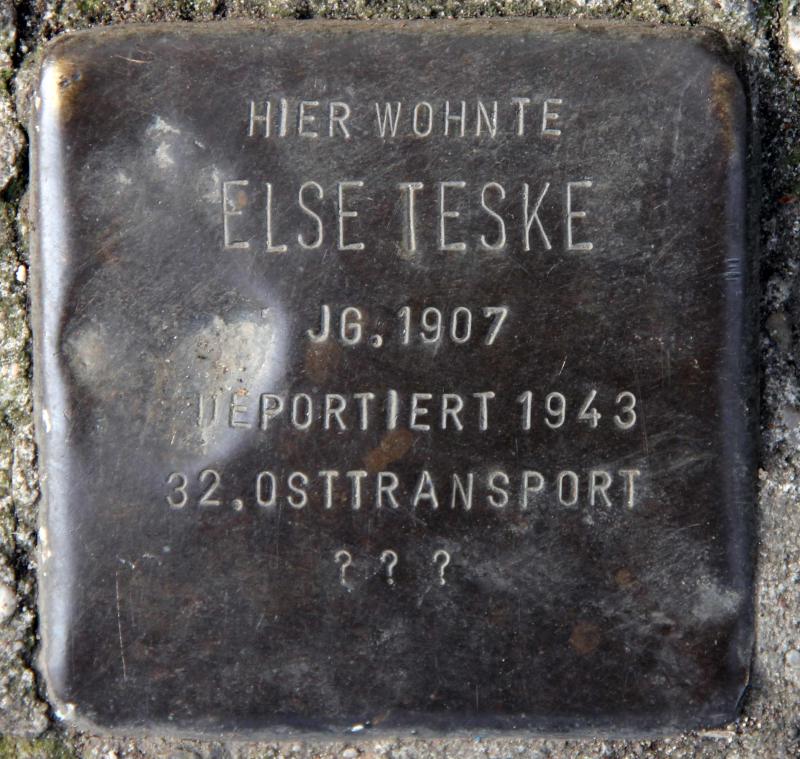 HIER WOHNTE
ELSE TESKE
JG. 1907
DEPORTIERT 1943
32. OSTTRANSPORT
? ? ?